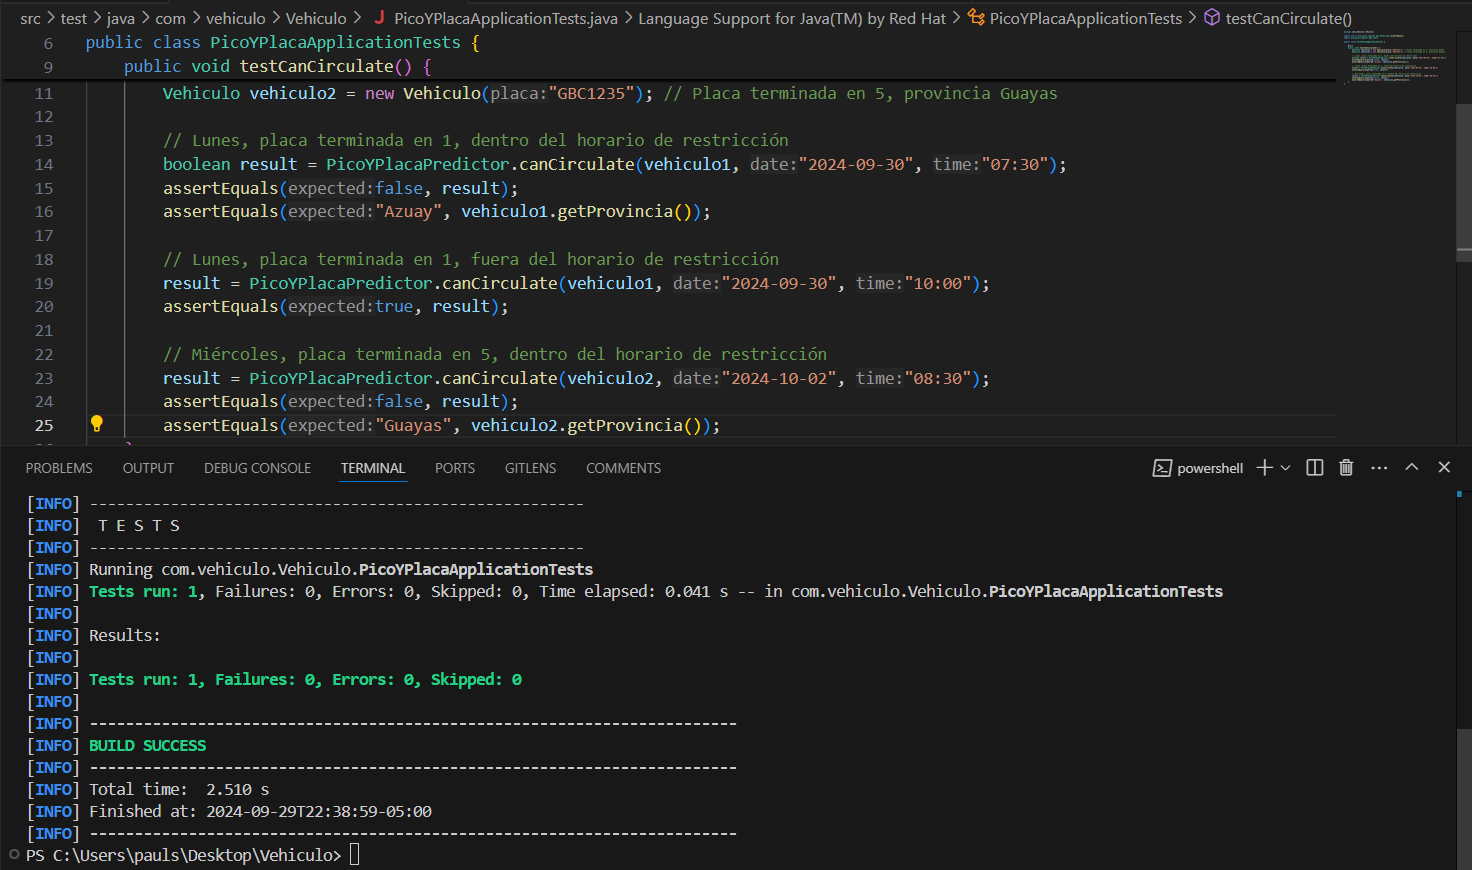 src > test > java > com > vehiculo > Vehiculo > J PicoYPlacaApplicationTests.java > Language Support for Java(TM) by Red Hat > PicoYPlacaApplicationTests > testCanCirculate()
6 public class PicoYPlacaApplicationTests {
9 public void testCanCirculate() {
11 Vehiculo vehiculo2 = new Vehiculo(placa:"GBC1235"); // Placa terminada en 5, provincia Guayas
12
13 // Lunes, placa terminada en 1, dentro del horario de restricción
14 boolean result = PicoYPlacaPredictor.canCirculate(vehiculo1, date:"2024-09-30", time:"07:30");
15 assertEquals(expected:false, result);
16 assertEquals(expected:"Azuay", vehiculo1.getProvincia());
17
18 // Lunes, placa terminada en 1, fuera del horario de restricción
19 result = PicoYPlacaPredictor.canCirculate(vehiculo1, date:"2024-09-30", time:"10:00");
20 assertEquals(expected:true, result);
21
22 // Miércoles, placa terminada en 5, dentro del horario de restricción
23 result = PicoYPlacaPredictor.canCirculate(vehiculo2, date:"2024-10-02", time:"08:30");
24 assertEquals(expected:false, result);
25 assertEquals(expected:"Guayas", vehiculo2.getProvincia());
PROBLEMS OUTPUT DEBUG CONSOLE TERMINAL PORTS GITLENS COMMENTS powershell
[INFO] -------------------------------------------------------
[INFO]  T E S T S
[INFO] -------------------------------------------------------
[INFO] Running com.vehiculo.Vehiculo.PicoYPlacaApplicationTests
[INFO] Tests run: 1, Failures: 0, Errors: 0, Skipped: 0, Time elapsed: 0.041 s -- in com.vehiculo.Vehiculo.PicoYPlacaApplicationTests
[INFO]
[INFO] Results:
[INFO]
[INFO] Tests run: 1, Failures: 0, Errors: 0, Skipped: 0
[INFO]
[INFO] ------------------------------------------------------------------------
[INFO] BUILD SUCCESS
[INFO] ------------------------------------------------------------------------
[INFO] Total time:  2.510 s
[INFO] Finished at: 2024-09-29T22:38:59-05:00
[INFO] ------------------------------------------------------------------------
PS C:\Users\pauls\Desktop\Vehiculo>